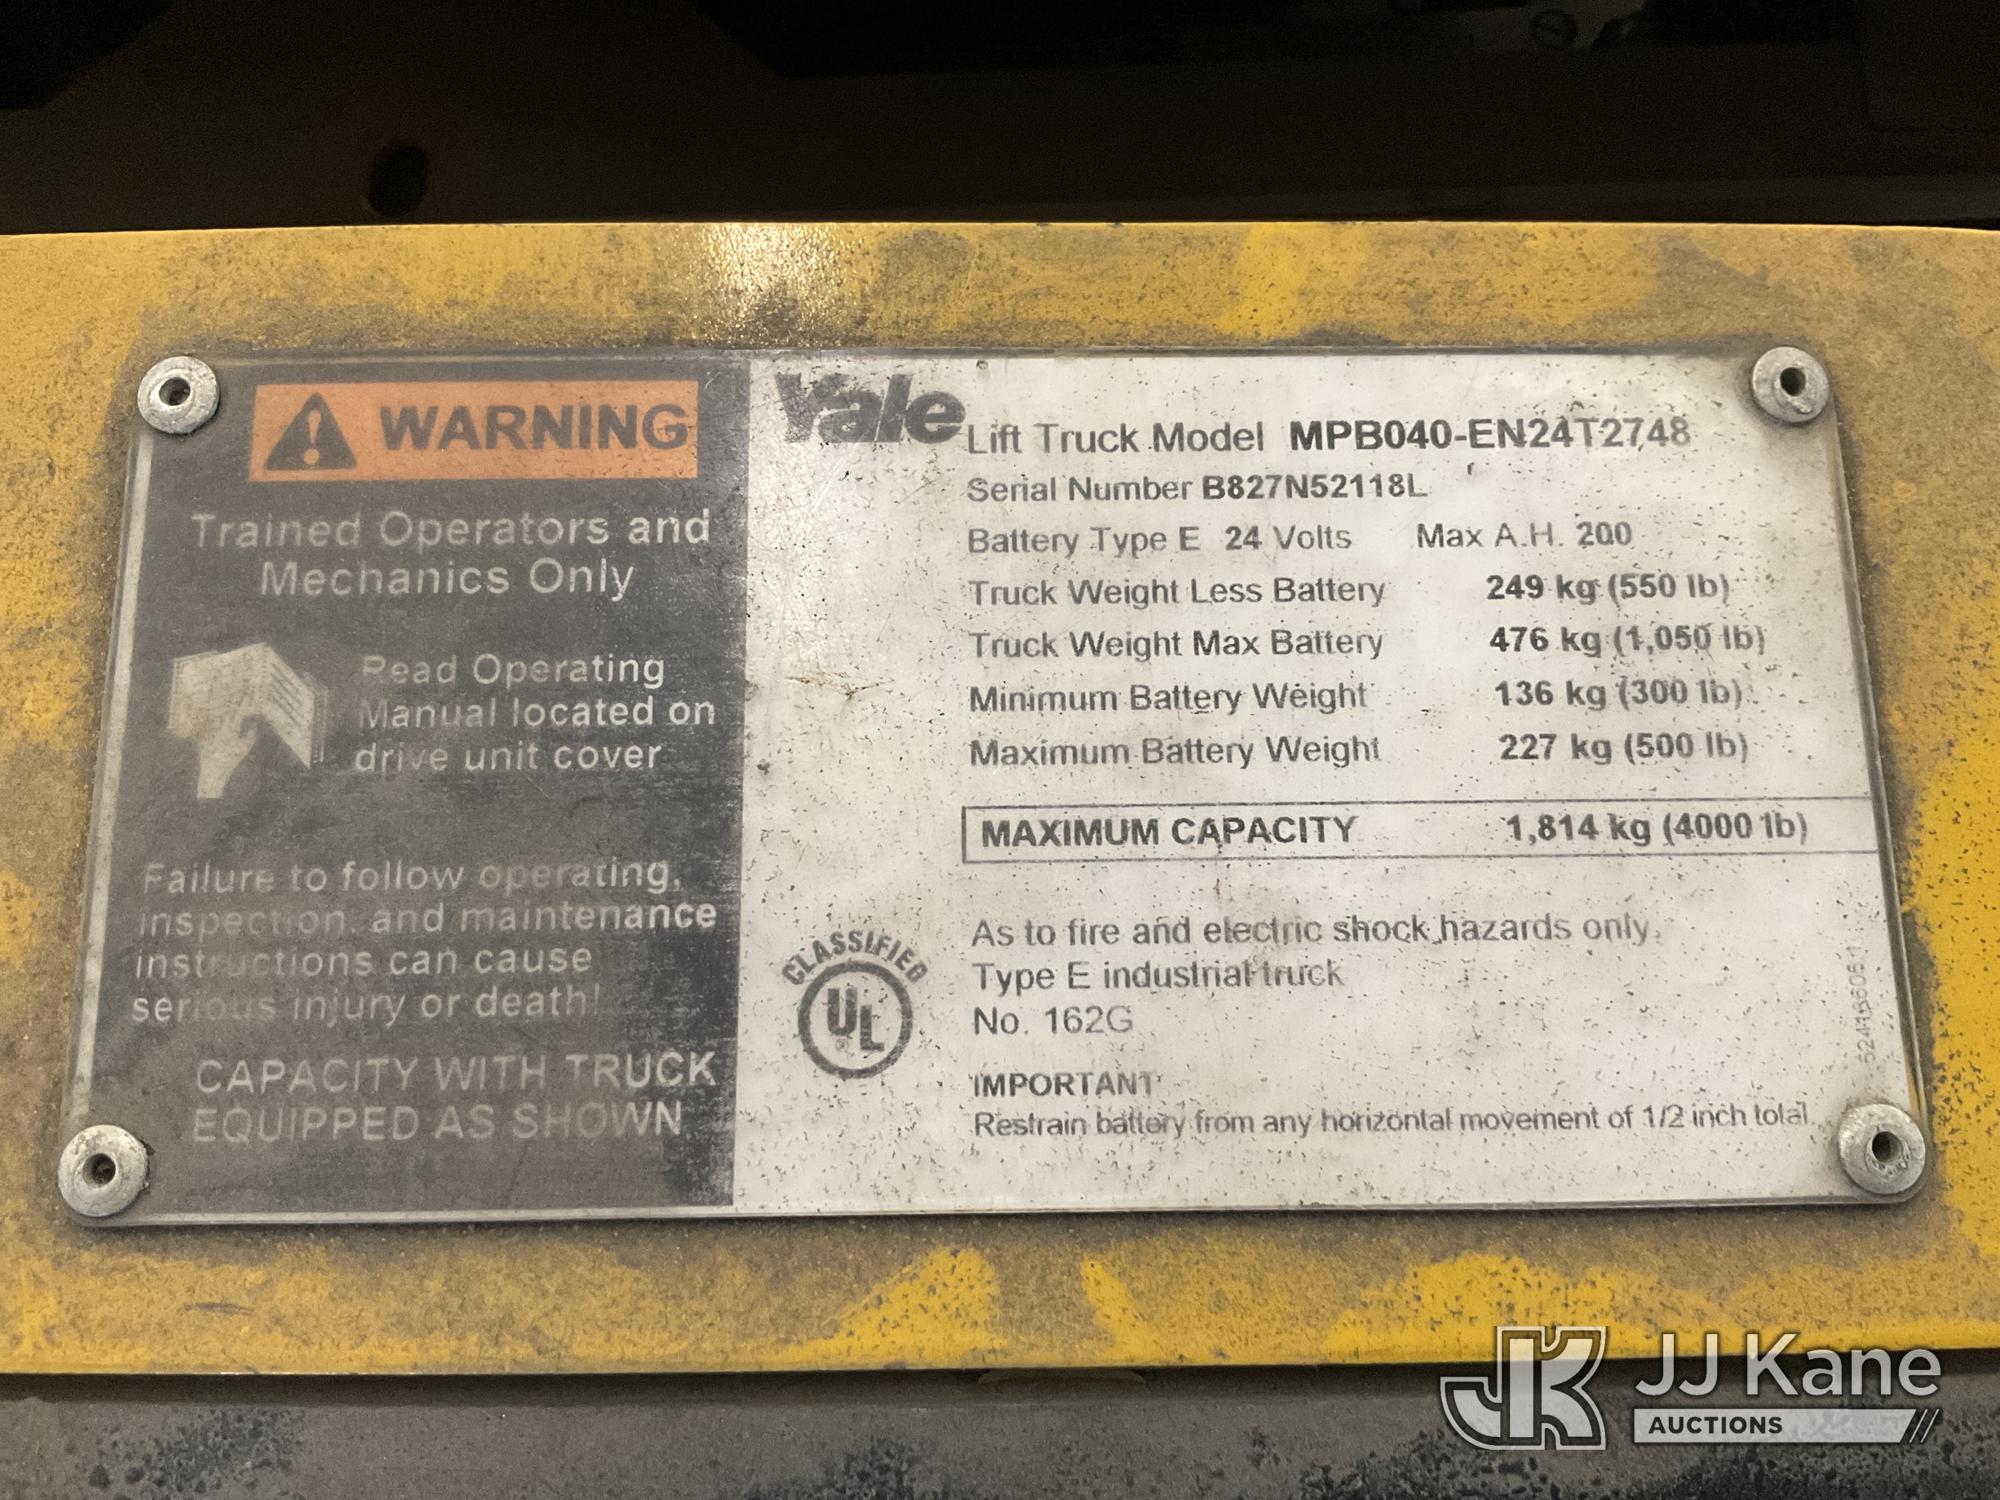 WARNING
Trained Operators and
Mechanics Only
Read Operating
Manual located on
drive unit cover
Failure to follow operating,
inspection, and maintenance
instructions can cause
serious injury or death!
CAPACITY WITH TRUCK
EQUIPPED AS SHOWN
Yale
Lift Truck Model MPB040-EN24T2748
Serial Number B827N52118L
Battery Type E 24 Volts Max A.H. 200
Truck Weight Less Battery 249 kg (550 lb)
Truck Weight Max Battery 476 kg (1,050 lb)
Minimum Battery Weight 136 kg (300 lb)
Maximum Battery Weight 227 kg (500 lb)
MAXIMUM CAPACITY 1,814 kg (4000 lb)
CLASSIFIED
UL
As to fire and electric shock hazards only.
Type E industrial truck
No. 162G
IMPORTANT
Restrain battery from any horizontal movement of 1/2 inch total.
JK JJ Kane
AUCTIONS